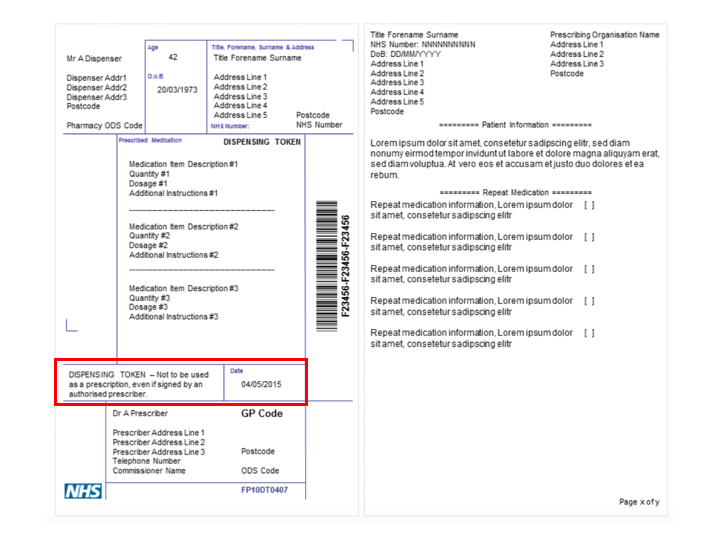 Age
42
Title, Forename, Surname & Address
Title Forename Surname
Mr A Dispenser
D.o.B
20/03/1973
Dispenser Addr1
Dispenser Addr2
Dispenser Addr3
Postcode
Address Line 1
Address Line 2
Address Line 3
Address Line 4
Address Line 5
Postcode
Pharmacy ODS Code
NHS Number:
NHS Number
Prescribed Medication
DISPENSING TOKEN
Medication Item Description #1
Quantity #1
Dosage #1
Additional Instructions #1
Medication Item Description #2
Quantity #2
Dosage #2
Additional Instructions #2
Medication Item Description #3
Quantity #3
Dosage #3
Additional Instructions #3
F23456-F23456-F23456
DISPENSING TOKEN – Not to be used
as a prescription, even if signed by an
authorised prescriber.
Date
04/05/2015
Dr A Prescriber
GP Code
Prescriber Address Line 1
Prescriber Address Line 2
Prescriber Address Line 3
Postcode
Telephone Number
Commissioner Name
ODS Code
NHS
FP10DT0407
Title Forename Surname
NHS Number: NNNNNNNNNN
DoB: DD/MM/YYYY
Address Line 1
Address Line 2
Address Line 3
Address Line 4
Address Line 5
Postcode
Prescribing Organisation Name
Address Line 1
Address Line 2
Address Line 3
Postcode
========= Patient Information =========
Lorem ipsum dolor sit amet, consetetur sadipscing elitr, sed diam
nonumy eirmod tempor invidunt ut labore et dolore magna aliquyam erat,
sed diam voluptua. At vero eos et accusam et justo duo dolores et ea
rebum.
========= Repeat Medication =========
Repeat medication information, Lorem ipsum dolor [ ]
sit amet, consetetur sadipscing elitr
Repeat medication information, Lorem ipsum dolor [ ]
sit amet, consetetur sadipscing elitr
Repeat medication information, Lorem ipsum dolor [ ]
sit amet, consetetur sadipscing elitr
Repeat medication information, Lorem ipsum dolor [ ]
sit amet, consetetur sadipscing elitr
Repeat medication information, Lorem ipsum dolor [ ]
sit amet, consetetur sadipscing elitr
Page x of y